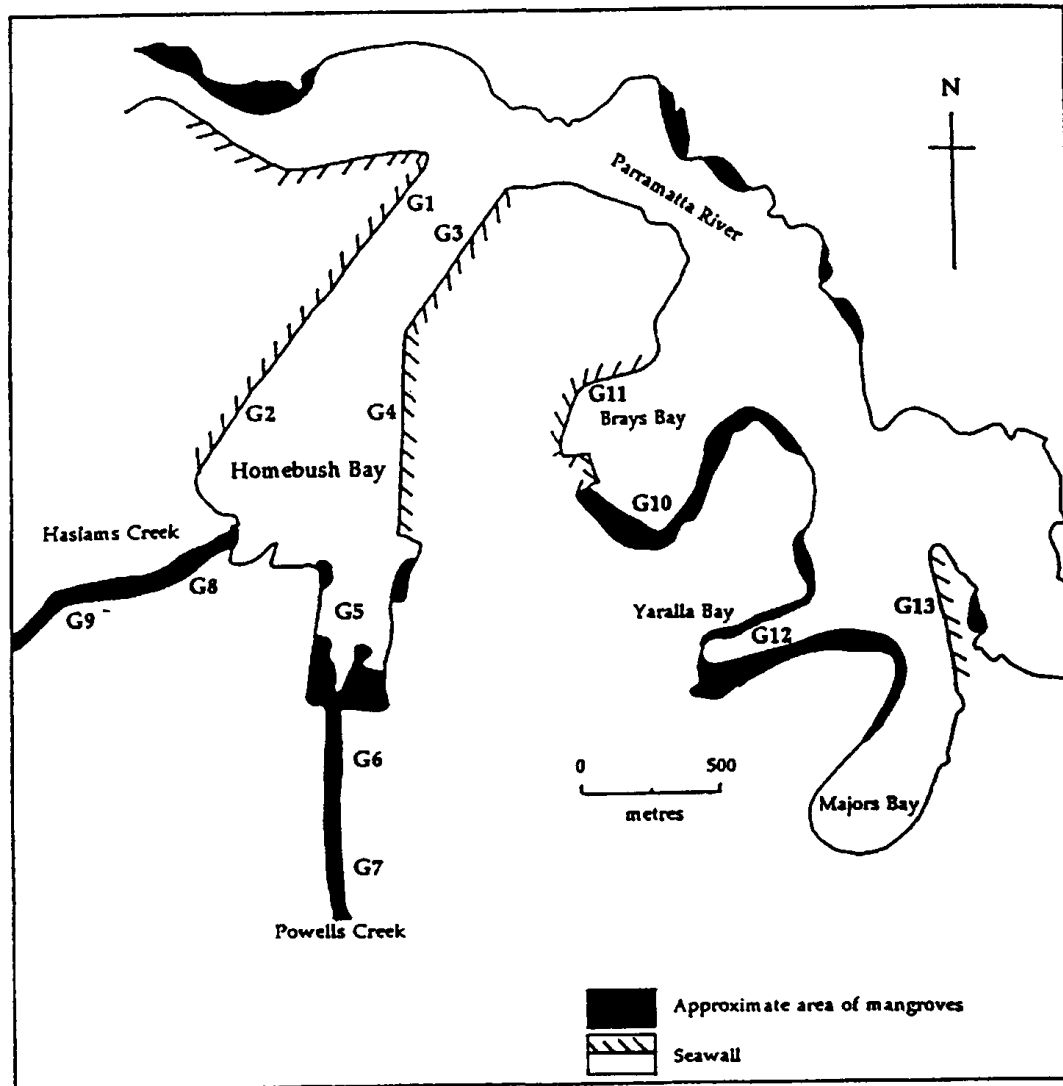 N
Parramatta River
G1
G3
G11
Brays Bay
G2
G4
Homebush Bay
G10
Haslams Creek
G8
G9
G5
Yaralla Bay
G12
G13
G6
0 500
metres
Majors Bay
G7
Powells Creek
Approximate area of mangroves
Seawall